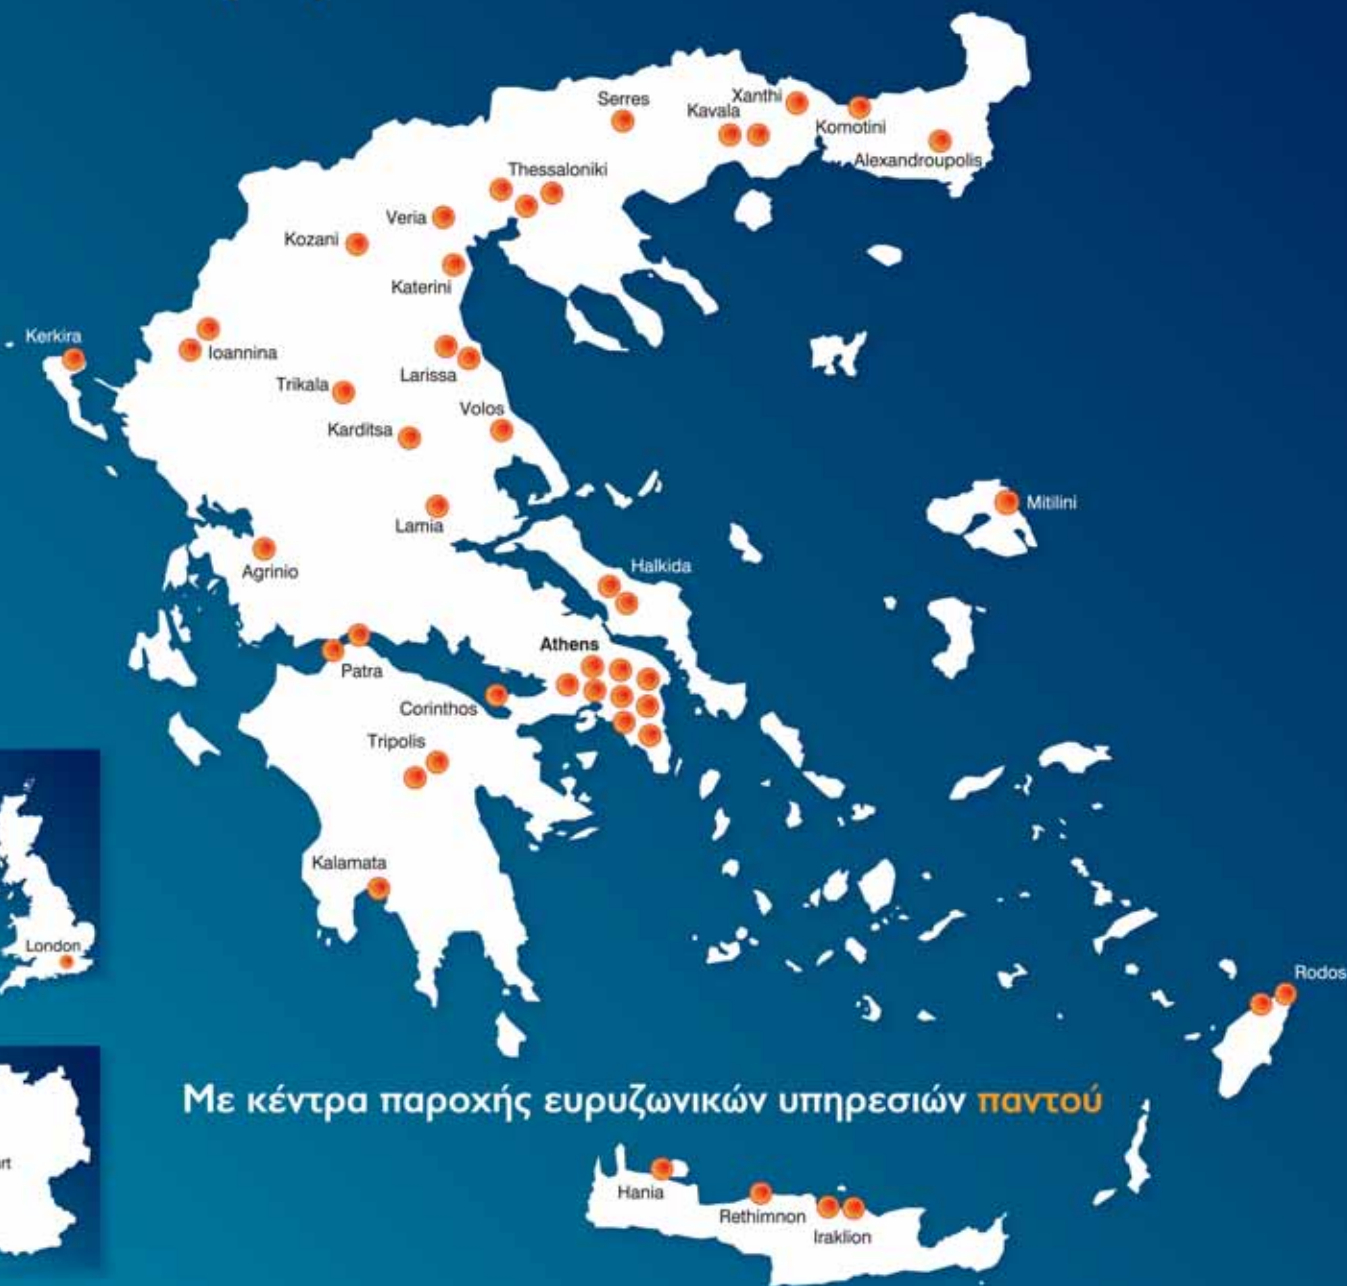 Serres
Xanthi
Kavala
Komotini
Alexandroupolis
Thessaloniki
Veria
Kozani
Katerini
Kerkira
Ioannina
Larissa
Trikala
Volos
Karditsa
Mitilini
Lamia
Halkida
Agrinio
Athens
Patra
Corinthos
Tripolis
Kalamata
London
Rodos
Με κέντρα παροχής ευρυζωνικών υπηρεσιών παντού
rt
Hania
Rethimnon
Iraklion